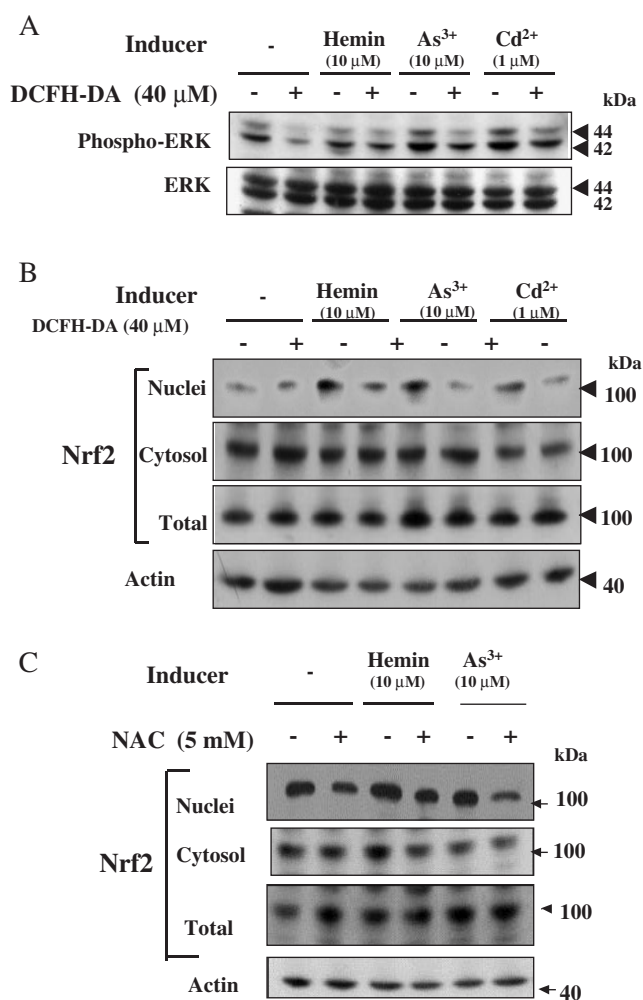 A
Inducer - Hemin As³⁺ Cd²⁺
(10 μM) (10 μM) (1 μM)
DCFH-DA (40 μM) - + - + - + - + kDa
Phospho-ERK 44
42
ERK 44
42
B
Inducer - Hemin As³⁺ Cd²⁺
(10 μM) (10 μM) (1 μM)
DCFH-DA (40 μM)
- + - + - + -
kDa
Nuclei 100
Nrf2 Cytosol 100
Total 100
Actin 40
C
Inducer - Hemin As³⁺
(10 μM) (10 μM)
NAC (5 mM) - + - + - +
kDa
Nuclei 100
Nrf2 Cytosol 100
Total 100
Actin 40